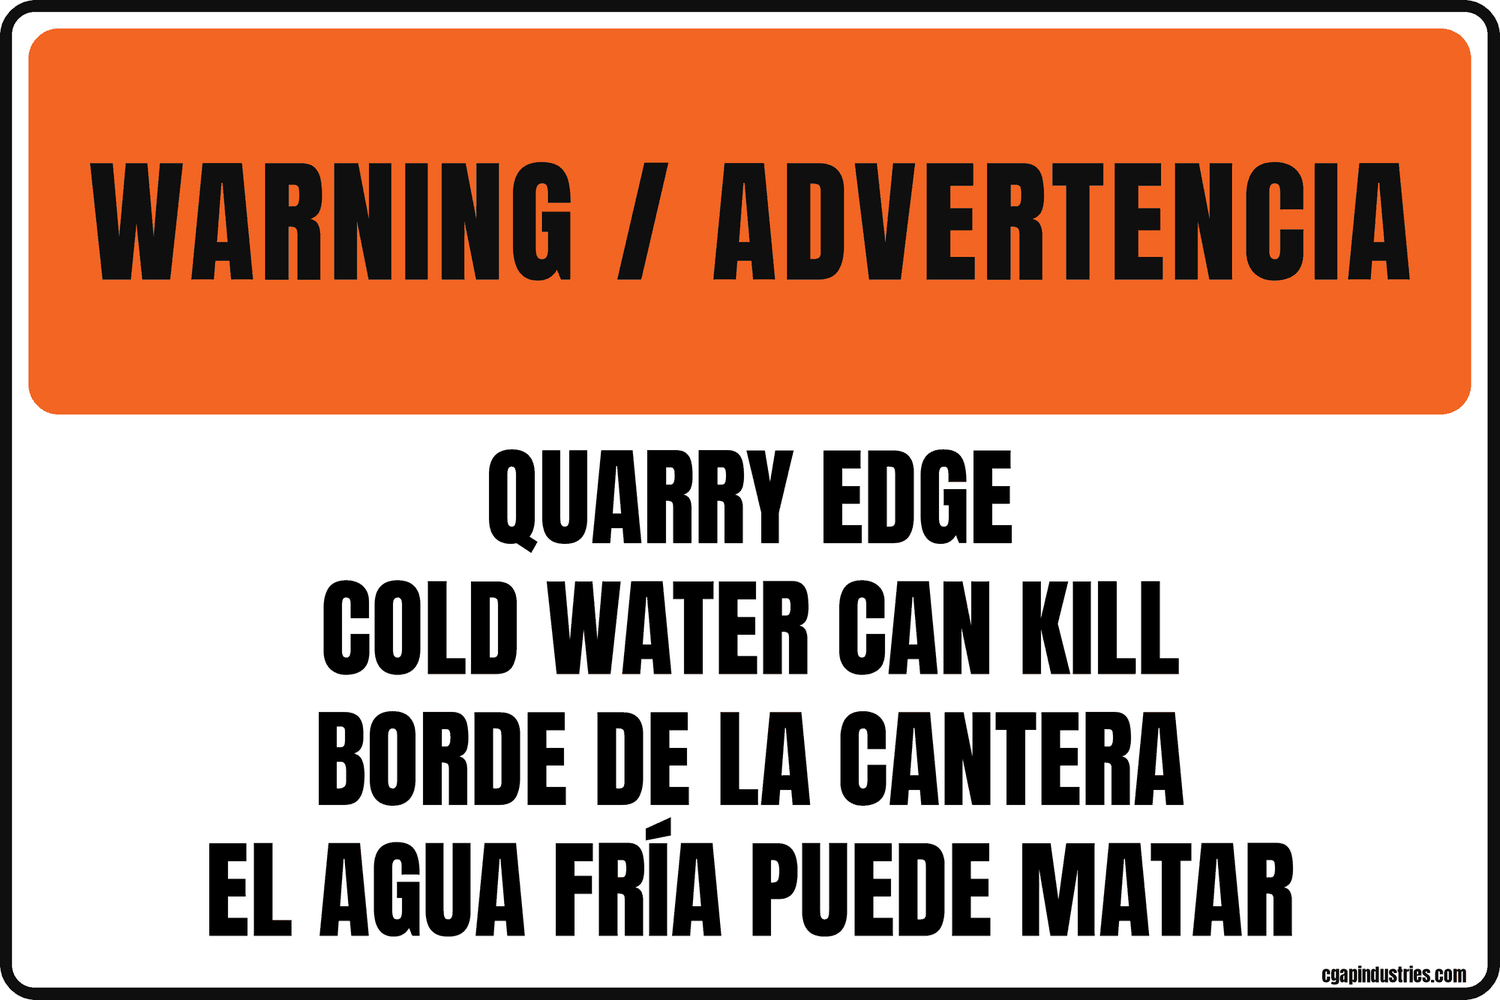 WARNING / ADVERTENCIA
QUARRY EDGE
COLD WATER CAN KILL
BORDE DE LA CANTERA
EL AGUA FRÍA PUEDE MATAR
cgapindustries.com